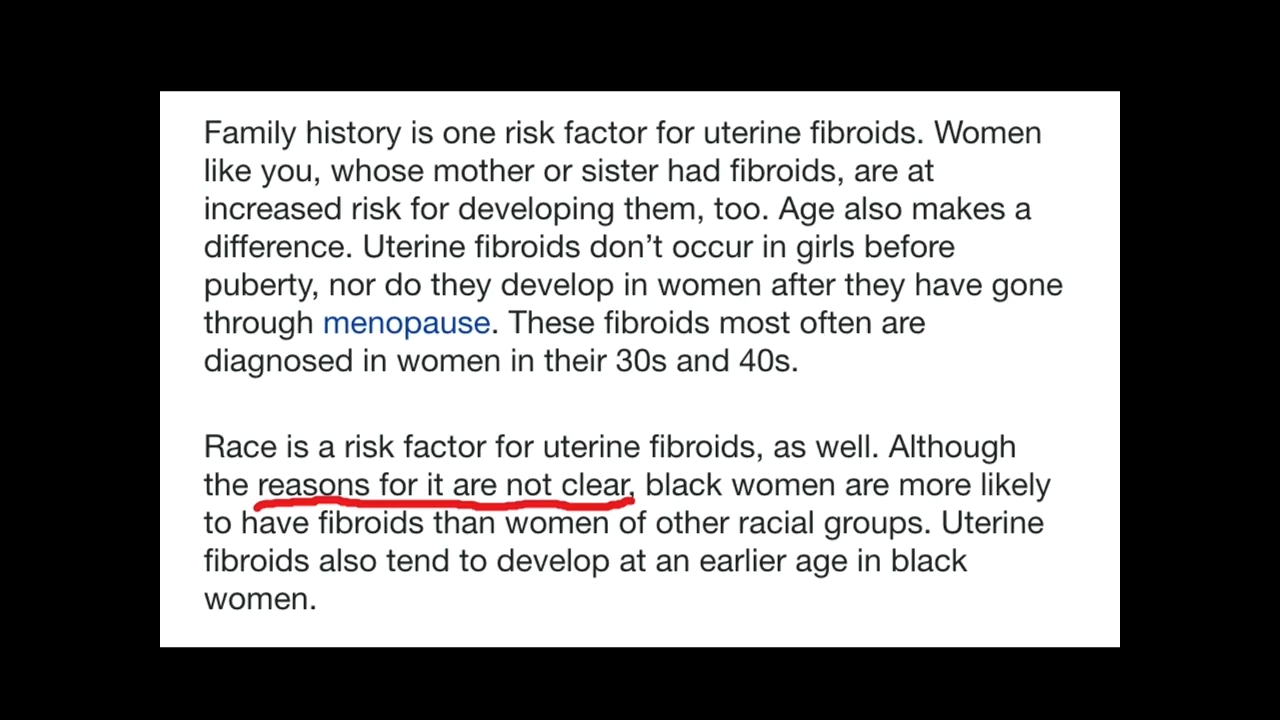 Family history is one risk factor for uterine fibroids. Women
like you, whose mother or sister had fibroids, are at
increased risk for developing them, too. Age also makes a
difference. Uterine fibroids don’t occur in girls before
puberty, nor do they develop in women after they have gone
through menopause. These fibroids most often are
diagnosed in women in their 30s and 40s.
Race is a risk factor for uterine fibroids, as well. Although
the reasons for it are not clear, black women are more likely
to have fibroids than women of other racial groups. Uterine
fibroids also tend to develop at an earlier age in black
women.